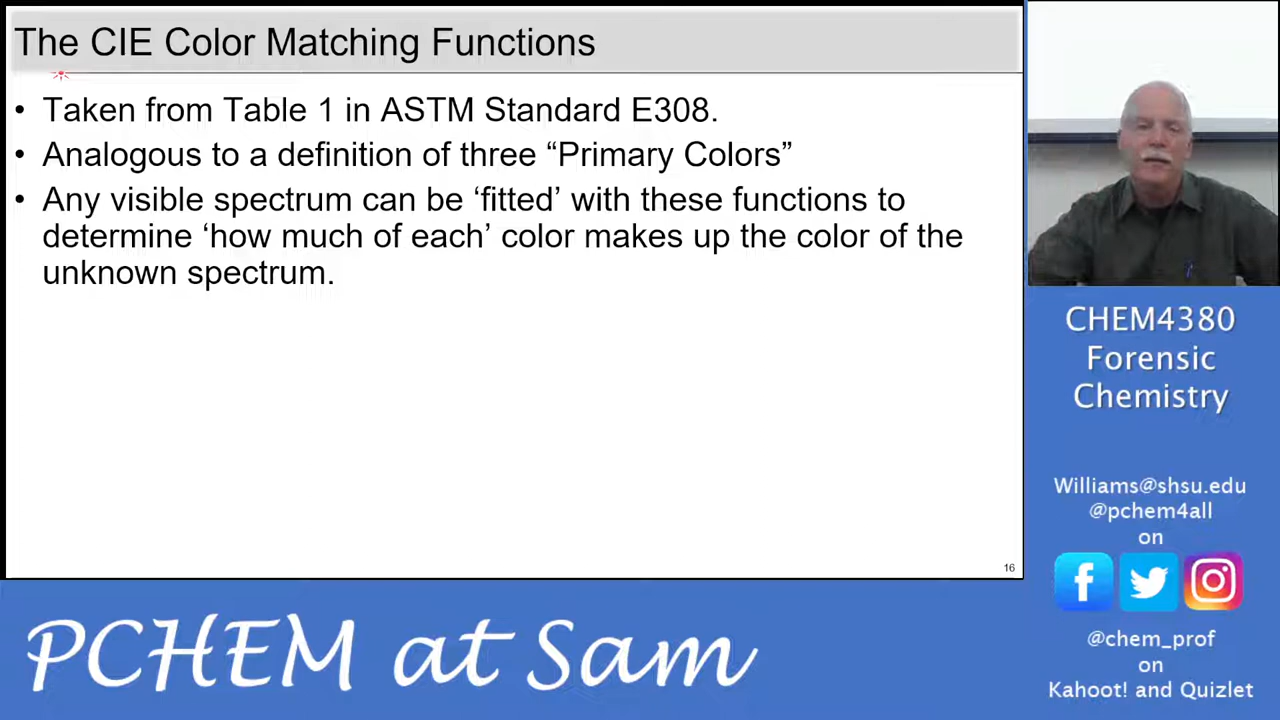 The CIE Color Matching Functions
• Taken from Table 1 in ASTM Standard E308.
• Analogous to a definition of three “Primary Colors”
• Any visible spectrum can be ‘fitted’ with these functions to
determine ‘how much of each’ color makes up the color of the
unknown spectrum.
16
CHEM4380
Forensic
Chemistry
Williams@shsu.edu
@pchem4all
on
@chem_prof
on
Kahoot! and Quizlet
PCHEM at Sam